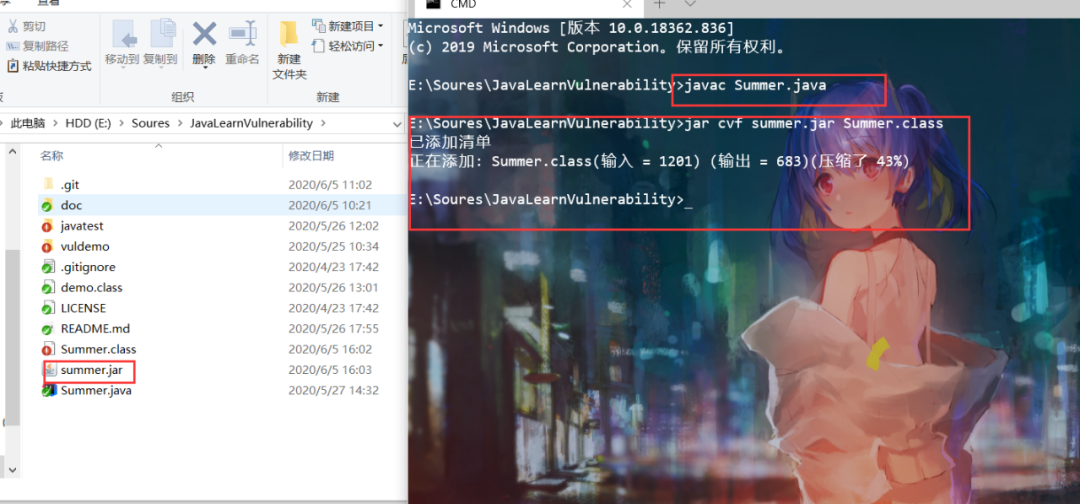 查看
CMD
剪切
复制路径
粘贴快捷方式
移动到
复制到
删除
重命名
新建
文件夹
新建项目
轻松访问
组织
新建
此电脑 > HDD (E:) > Soures > JavaLearnVulnerability >
名称 修改日期
.git 2020/6/5 11:02
doc 2020/6/5 10:21
javatest 2020/5/26 12:02
vuldemo 2020/5/25 10:34
.gitignore 2020/4/23 17:42
demo.class 2020/5/26 13:01
LICENSE 2020/4/23 17:42
README.md 2020/5/26 17:55
Summer.class 2020/6/5 16:02
summer.jar 2020/6/5 16:03
Summer.java 2020/5/27 14:32
Microsoft Windows [版本 10.0.18362.836]
(c) 2019 Microsoft Corporation。保留所有权利。
E:\Soures\JavaLearnVulnerability>javac Summer.java
E:\Soures\JavaLearnVulnerability>jar cvf summer.jar Summer.class
已添加清单
正在添加: Summer.class(输入 = 1201) (输出 = 683)(压缩了 43%)
E:\Soures\JavaLearnVulnerability>_